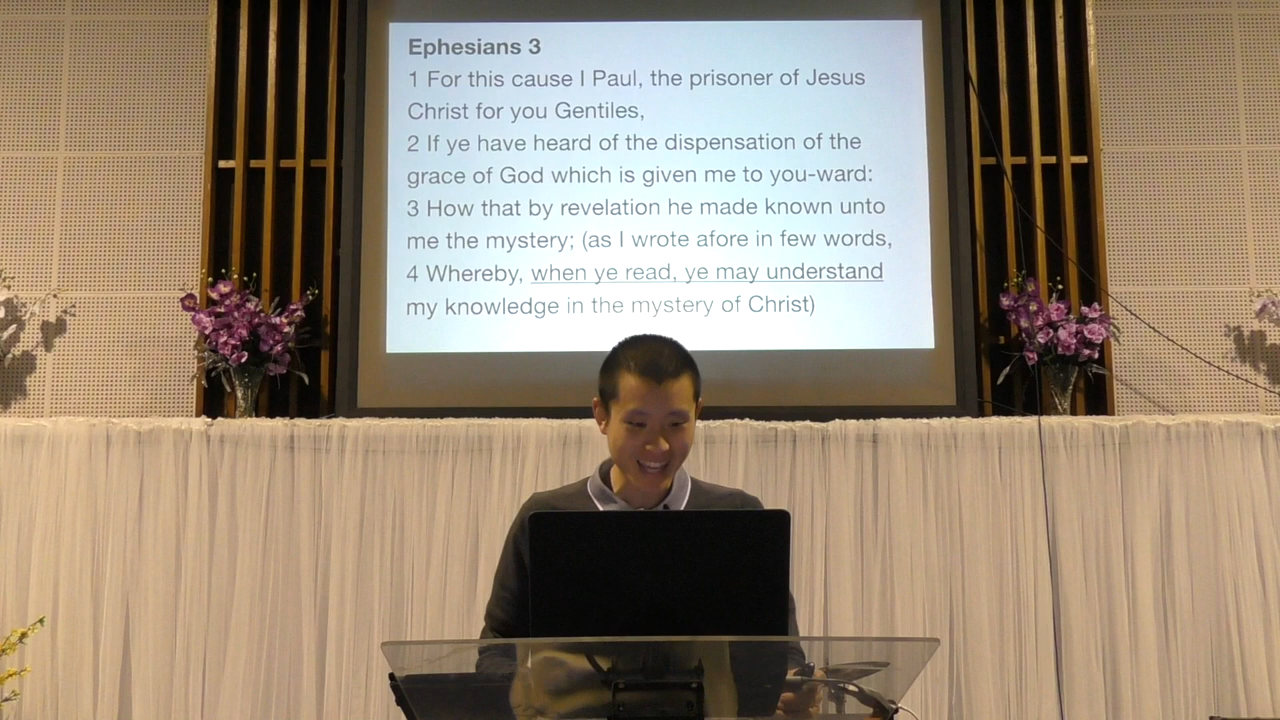 Ephesians 3
1 For this cause I Paul, the prisoner of Jesus
Christ for you Gentiles,
2 If ye have heard of the dispensation of the
grace of God which is given me to you-ward:
3 How that by revelation he made known unto
me the mystery; (as I wrote afore in few words,
4 Whereby, when ye read, ye may understand
my knowledge in the mystery of Christ)